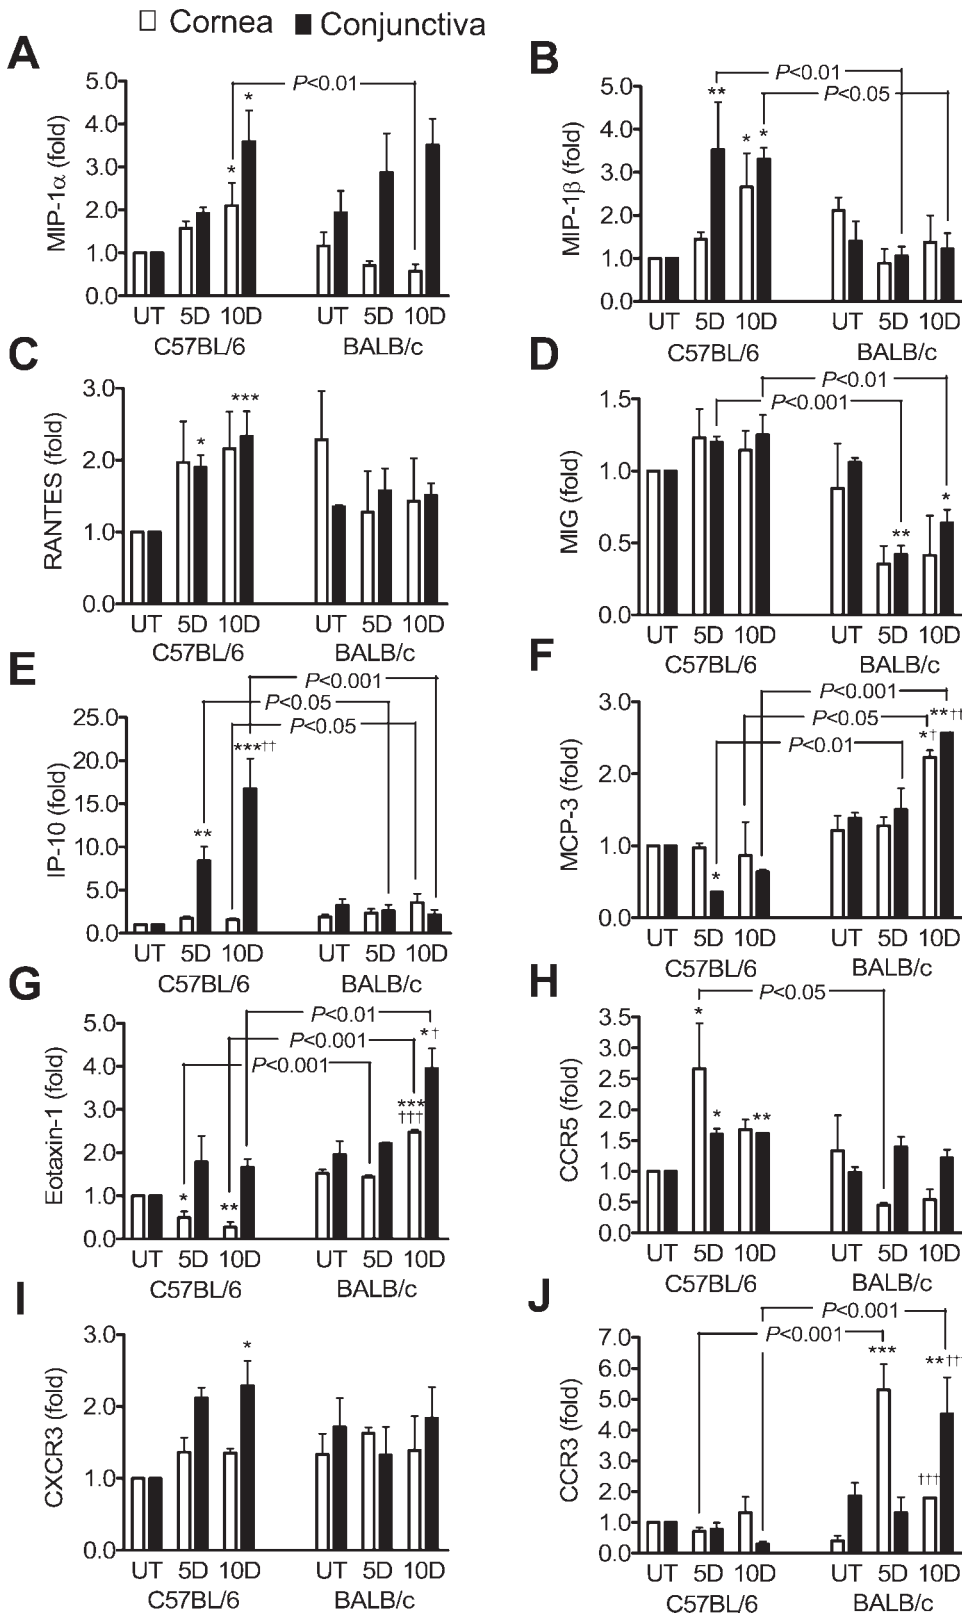 Cornea Conjunctiva
A
MIP-1α (fold)
5.0
4.0
3.0
2.0
1.0
0.0
P<0.01
*
*
UT 5D 10D UT 5D 10D
C57BL/6 BALB/c
B
MIP-1β (fold)
5.0
4.0
3.0
2.0
1.0
0.0
P<0.01
P<0.05
**
* *
UT 5D 10D UT 5D 10D
C57BL/6 BALB/c
C
RANTES (fold)
3.0
2.0
1.0
0.0
***
*
UT 5D 10D UT 5D 10D
C57BL/6 BALB/c
D
MIG (fold)
1.5
1.0
0.5
0.0
P<0.01
P<0.001
*
**
UT 5D 10D UT 5D 10D
C57BL/6 BALB/c
E
IP-10 (fold)
25.0
20.0
15.0
10.0
5.0
0.0
P<0.001
P<0.05
P<0.05
***††
**
UT 5D 10D UT 5D 10D
C57BL/6 BALB/c
F
MCP-3 (fold)
3.0
2.0
1.0
0.0
P<0.001
P<0.05
P<0.01
**††
*†
*
UT 5D 10D UT 5D 10D
C57BL/6 BALB/c
G
Eotaxin-1 (fold)
5.0
4.0
3.0
2.0
1.0
0.0
P<0.01
P<0.001
P<0.001
*†
***
†††
*
**
UT 5D 10D UT 5D 10D
C57BL/6 BALB/c
H
CCR5 (fold)
3.5
3.0
2.5
2.0
1.5
1.0
0.5
0.0
P<0.05
*
* **
UT 5D 10D UT 5D 10D
C57BL/6 BALB/c
I
CXCR3 (fold)
3.0
2.0
1.0
0.0
*
UT 5D 10D UT 5D 10D
C57BL/6 BALB/c
J
CCR3 (fold)
7.0
6.0
5.0
4.0
3.0
2.0
1.0
0.0
P<0.001
P<0.001
***
**††
†††
UT 5D 10D UT 5D 10D
C57BL/6 BALB/c